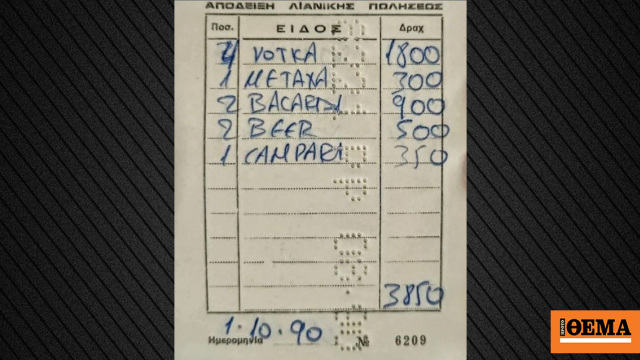 ΑΠΟΔΕΙΞΗ ΛΙΑΝΙΚΗΣ ΠΩΛΗΣΕΩΣ
Ποσ. ΕΙΔΟΣ Δραχ
4 VOTKA 1800
1 METAXA 300
2 BACARDI 900
2 BEER 500
1 CAMPARI 350
3850
1.10.90
Ημερομηνία № 6209
ΘΕΜΑ